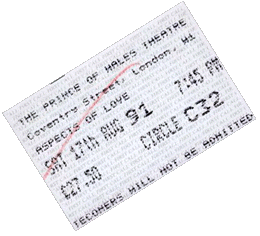 THE PRINCE OF WALES THEATRE
Coventry Street, London, W1
ASPECTS OF LOVE
SAT 17TH AUG 91 7:45 PM
£27.50 CIRCLE C32
TECOMERS WILL NOT BE ADMITTED